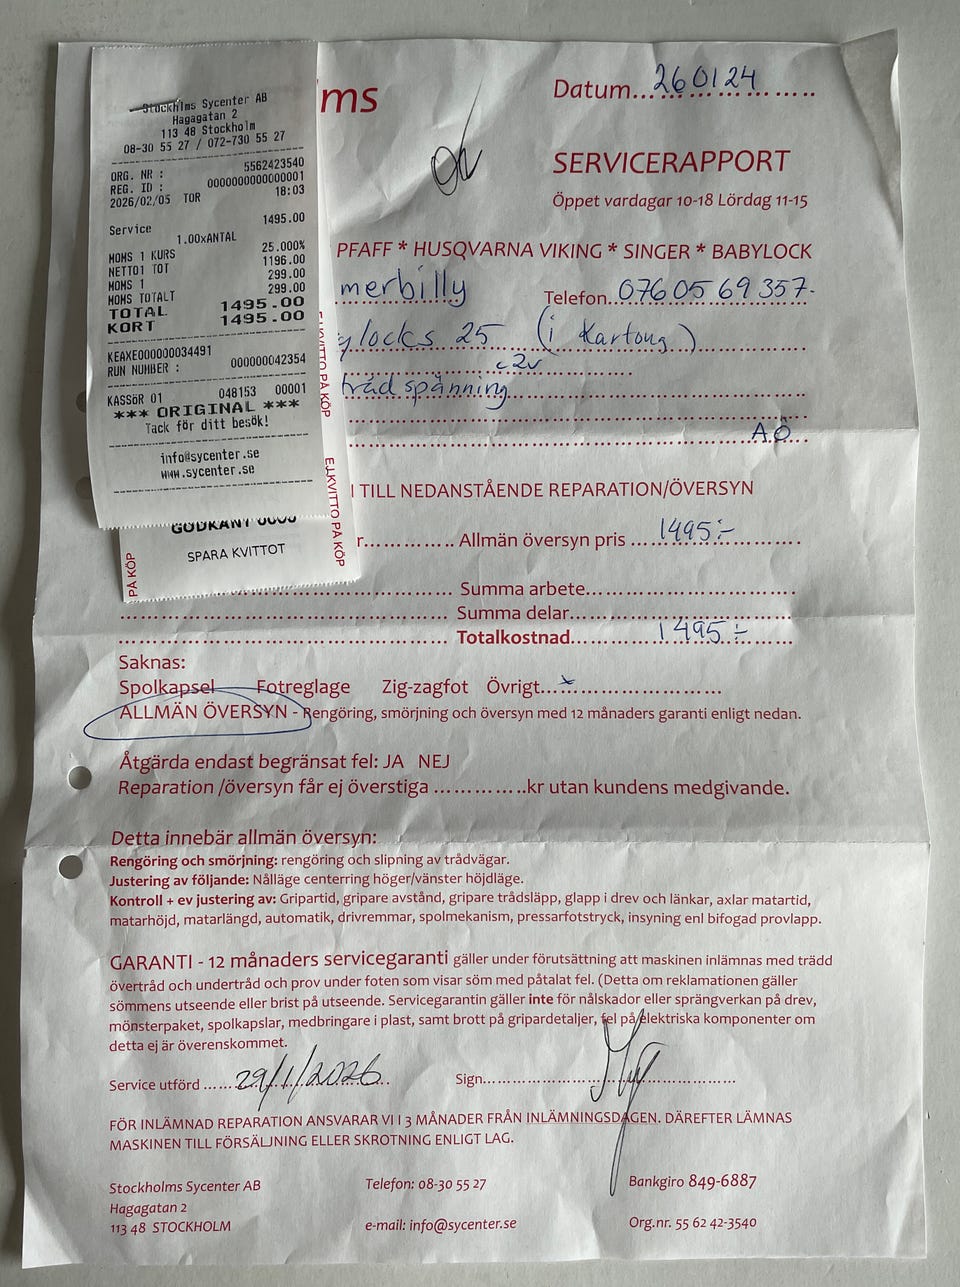 Stockhlms Sycenter AB
Hagagatan 2
113 48 Stockholm
08-30 55 27 / 072-730 55 27
ORG. NR : 5562423540
REG. ID : 0000000000000001
2026/02/05 TOR 18:03
Service 1495.00
1.00xANTAL
MOMS 1 KURS 25.000%
NETTO1 TOT 1196.00
MOMS 1 299.00
MOMS TOTALT 299.00
TOTAL 1495.00
KORT 1495.00
KEAXE000000034491
RUN NUMBER : 000000042354
KASSöR 01 048153 00001
*** ORIGINAL ***
Tack för ditt besök!
info@sycenter.se
www.sycenter.se
GODKÄNT
SPARA KVITTOT
PÅ KÖP
EJ KVITTO PÅ KÖP
EJ KVITTO PÅ KÖP
ms
Datum...260124
SERVICERAPPORT
Öppet vardagar 10-18 Lördag 11-15
PFAFF * HUSQVARNA VIKING * SINGER * BABYLOCK
merbilly Telefon..0760569357-
ylocks 25 (i Kartong)
c2v
trådspänning
A.Ö
I TILL NEDANSTÅENDE REPARATION/ÖVERSYN
r................ Allmän översyn pris ...1495:-
Summa arbete
Summa delar
Totalkostnad 1495:-
Saknas:
Spolkapsel Fotreglage Zig-zagfot Övrigt...x
ALLMÄN ÖVERSYN - Rengöring, smörjning och översyn med 12 månaders garanti enligt nedan.
Åtgärda endast begränsat fel: JA NEJ
Reparation /översyn får ej överstiga ..............kr utan kundens medgivande.
Detta innebär allmän översyn:
Rengöring och smörjning: rengöring och slipning av trådvägar.
Justering av följande: Nålläge centerring höger/vänster höjdläge.
Kontroll + ev justering av: Gripartid, gripare avstånd, gripare trådsläpp, glapp i drev och länkar, axlar matartid,
matarhöjd, matarlängd, automatik, drivremmar, spolmekanism, pressarfotstryck, insyning enl bifogad provlapp.
GARANTI - 12 månaders servicegaranti gäller under förutsättning att maskinen inlämnas med trädd
övertråd och undertråd och prov under foten som visar söm med påtalat fel. (Detta om reklamationen gäller
sömmens utseende eller brist på utseende. Servicegarantin gäller inte för nålskador eller sprängverkan på drev,
mönsterpaket, spolkapslar, medbringare i plast, samt brott på gripardetaljer, fel på elektriska komponenter om
detta ej är överenskommet.
Service utförd ......29/1/2026 Sign
FÖR INLÄMNAD REPARATION ANSVARAR VI I 3 MÅNADER FRÅN INLÄMNINGSDAGEN. DÄREFTER LÄMNAS
MASKINEN TILL FÖRSÄLJNING ELLER SKROTNING ENLIGT LAG.
Stockholms Sycenter AB Telefon: 08-30 55 27 Bankgiro 849-6887
Hagagatan 2
113 48 STOCKHOLM e-mail: info@sycenter.se Org.nr. 55 62 42-3540